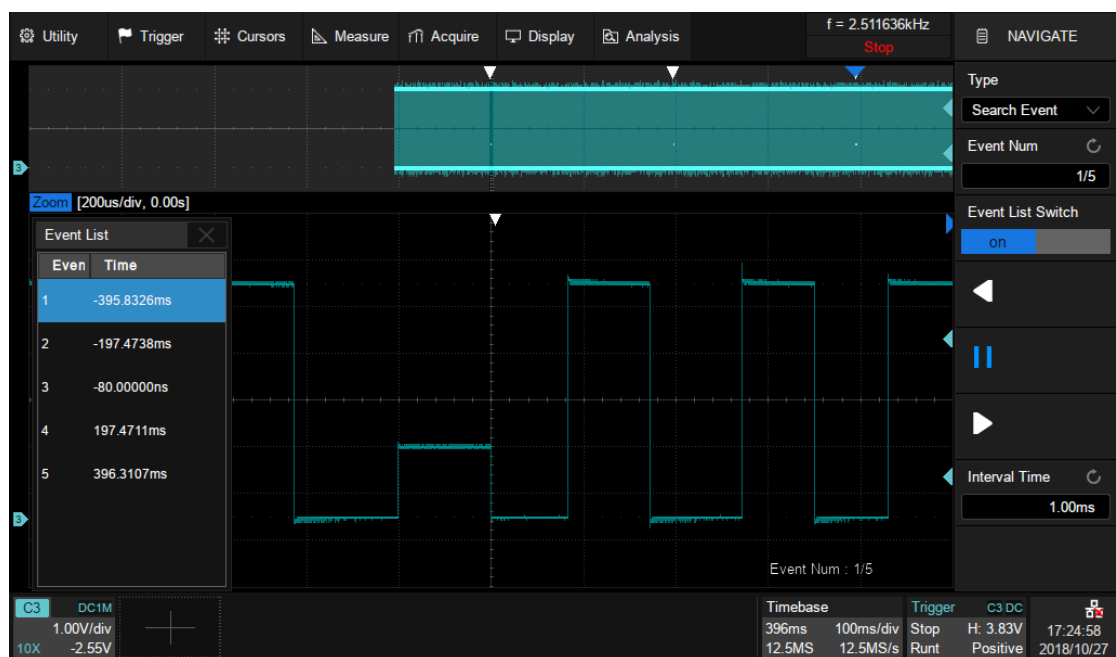 Utility Trigger Cursors Measure Acquire Display Analysis
f = 2.511636kHz
Stop
NAVIGATE
Type
Search Event
Event Num
1/5
Event List Switch
on
Interval Time
1.00ms
3
Zoom [200us/div, 0.00s]
Event List
Even Time
1 -395.8326ms
2 -197.4738ms
3 -80.00000ns
4 197.4711ms
5 396.3107ms
3
Event Num : 1/5
C3 DC1M
1.00V/div
10X -2.55V
Timebase
396ms 100ms/div
12.5MS 12.5MS/s
Trigger C3 DC
Stop H: 3.83V
Runt Positive
17:24:58
2018/10/27